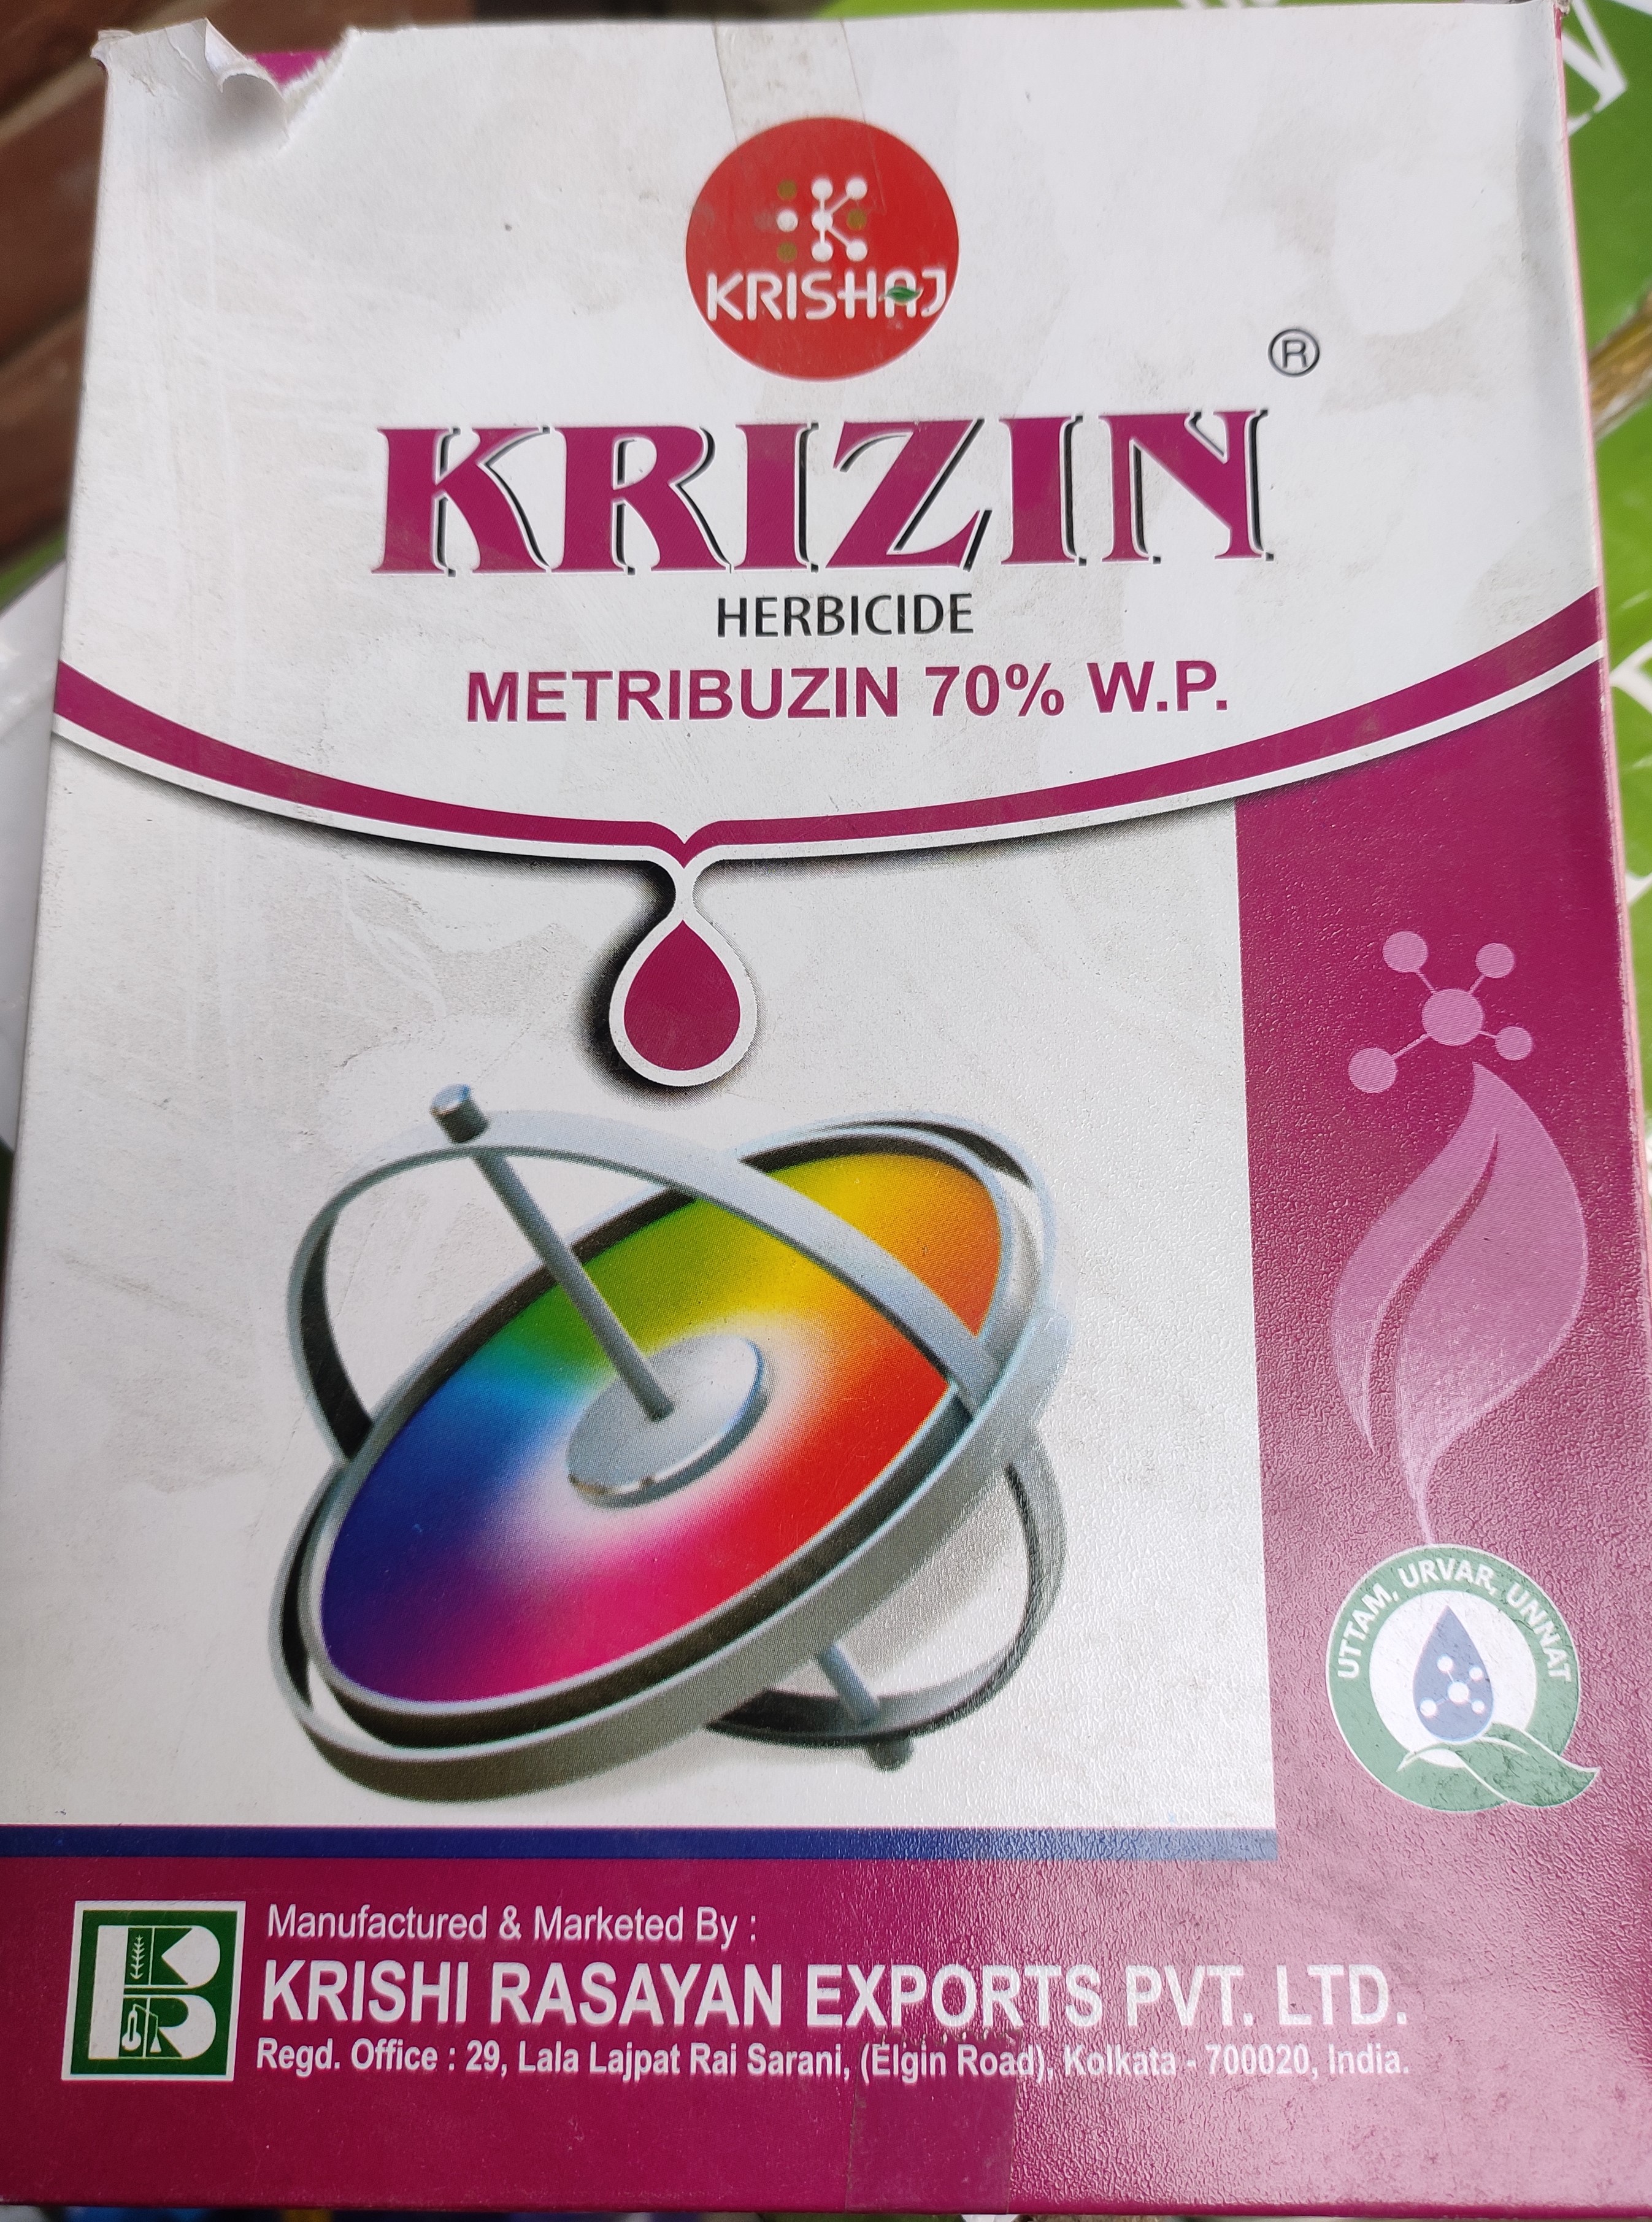 KRISHAJ
®
KRIZIN
HERBICIDE
METRIBUZIN 70% W.P.
UTTAM, URVAR, UNNAT
Manufactured & Marketed By :
KRISHI RASAYAN EXPORTS PVT. LTD.
Regd. Office : 29, Lala Lajpat Rai Sarani, (Elgin Road), Kolkata - 700020, India.